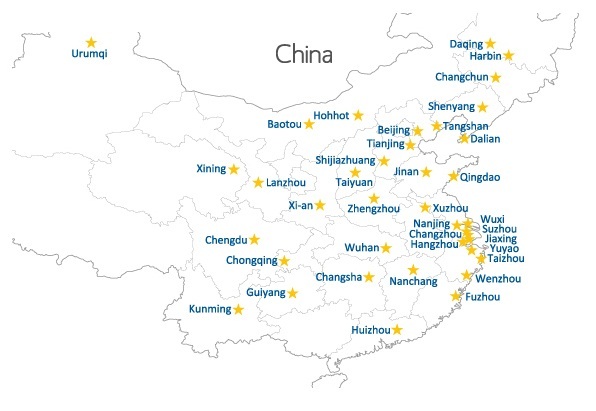 China
Urumqi
Daqing
Harbin
Changchun
Shenyang
Hohhot
Baotou
Beijing
Tangshan
Tianjing
Dalian
Shijiazhuang
Xining
Taiyuan
Jinan
Qingdao
Lanzhou
Xi-an
Zhengzhou
Xuzhou
Nanjing
Wuxi
Changzhou
Suzhou
Jiaxing
Hangzhou
Yuyao
Taizhou
Chengdu
Wuhan
Chongqing
Changsha
Nanchang
Wenzhou
Guiyang
Fuzhou
Kunming
Huizhou